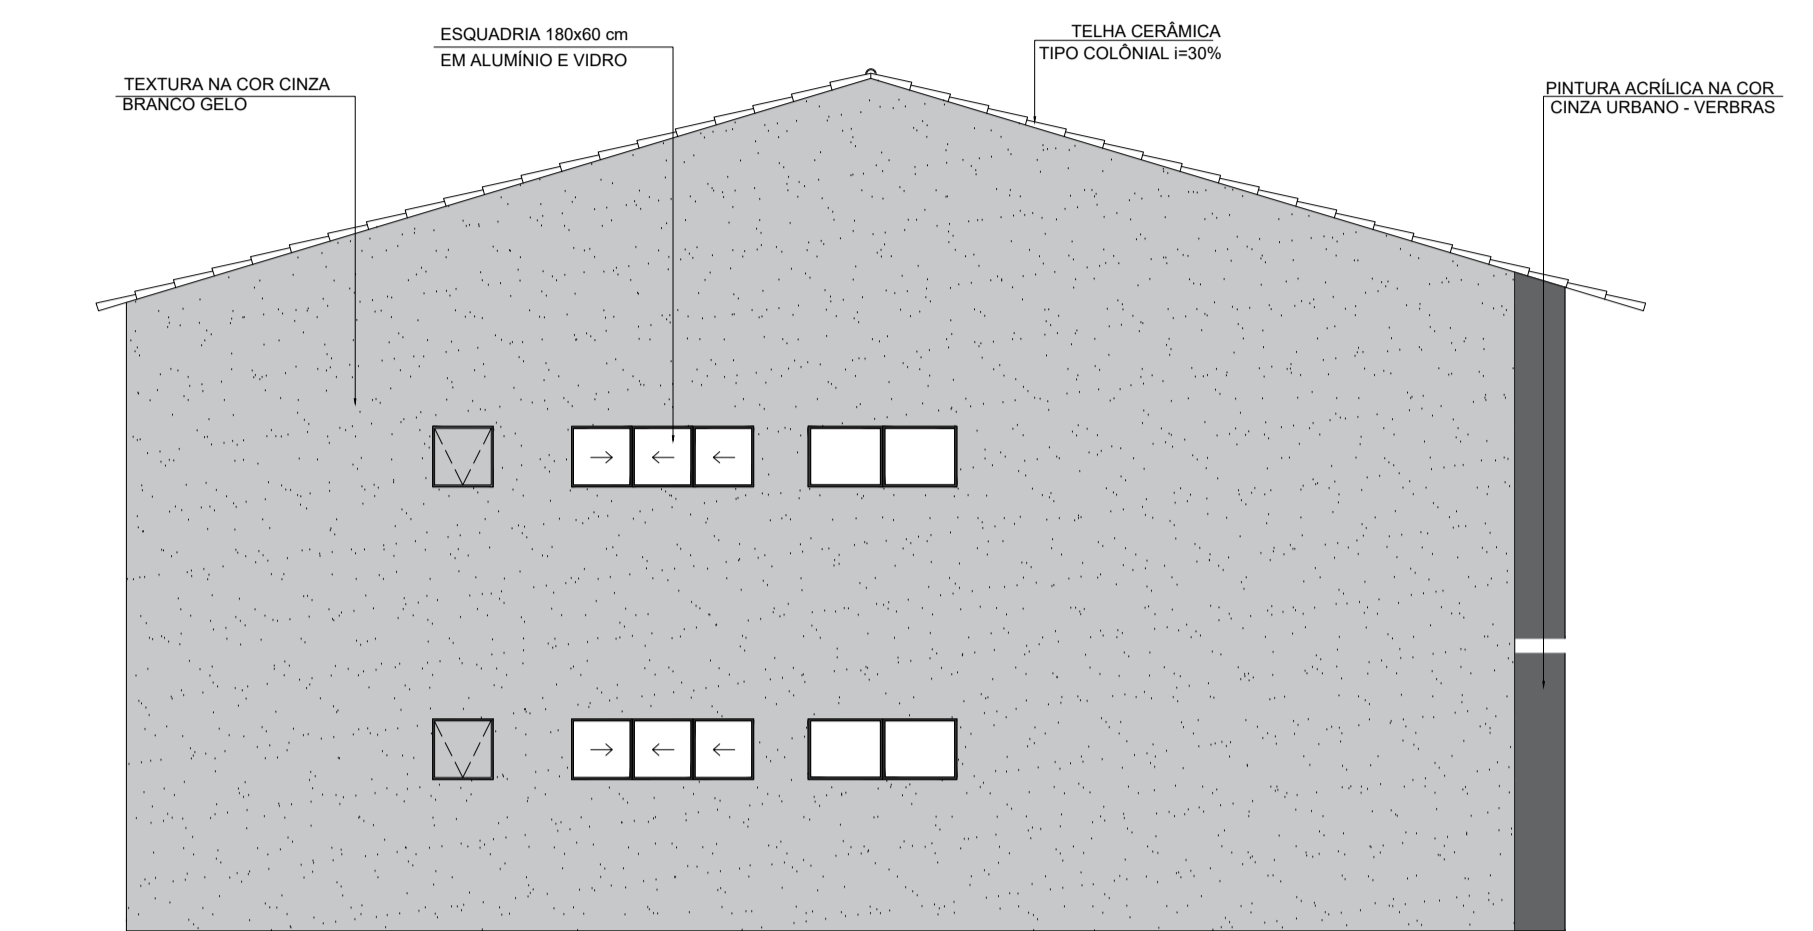 ESQUADRIA 180x60 cm
EM ALUMÍNIO E VIDRO
TELHA CERÂMICA
TIPO COLÔNIAL i=30%
TEXTURA NA COR CINZA
BRANCO GELO
PINTURA ACRÍLICA NA COR
CINZA URBANO - VERBRAS